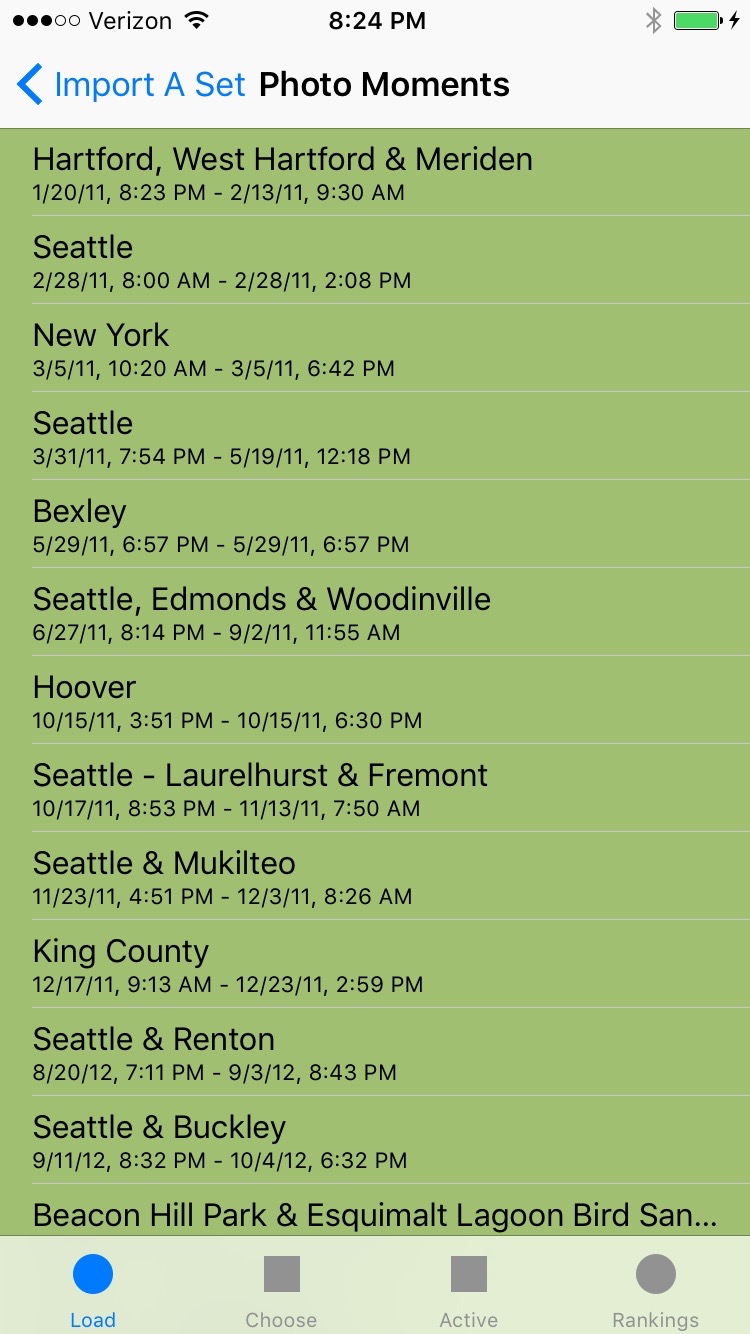 Verizon 8:24 PM
Import A Set Photo Moments
Hartford, West Hartford & Meriden
1/20/11, 8:23 PM - 2/13/11, 9:30 AM
Seattle
2/28/11, 8:00 AM - 2/28/11, 2:08 PM
New York
3/5/11, 10:20 AM - 3/5/11, 6:42 PM
Seattle
3/31/11, 7:54 PM - 5/19/11, 12:18 PM
Bexley
5/29/11, 6:57 PM - 5/29/11, 6:57 PM
Seattle, Edmonds & Woodinville
6/27/11, 8:14 PM - 9/2/11, 11:55 AM
Hoover
10/15/11, 3:51 PM - 10/15/11, 6:30 PM
Seattle - Laurelhurst & Fremont
10/17/11, 8:53 PM - 11/13/11, 7:50 AM
Seattle & Mukilteo
11/23/11, 4:51 PM - 12/3/11, 8:26 AM
King County
12/17/11, 9:13 AM - 12/23/11, 2:59 PM
Seattle & Renton
8/20/12, 7:11 PM - 9/3/12, 8:43 PM
Seattle & Buckley
9/11/12, 8:32 PM - 10/4/12, 6:32 PM
Beacon Hill Park & Esquimalt Lagoon Bird San...
Load Choose Active Rankings